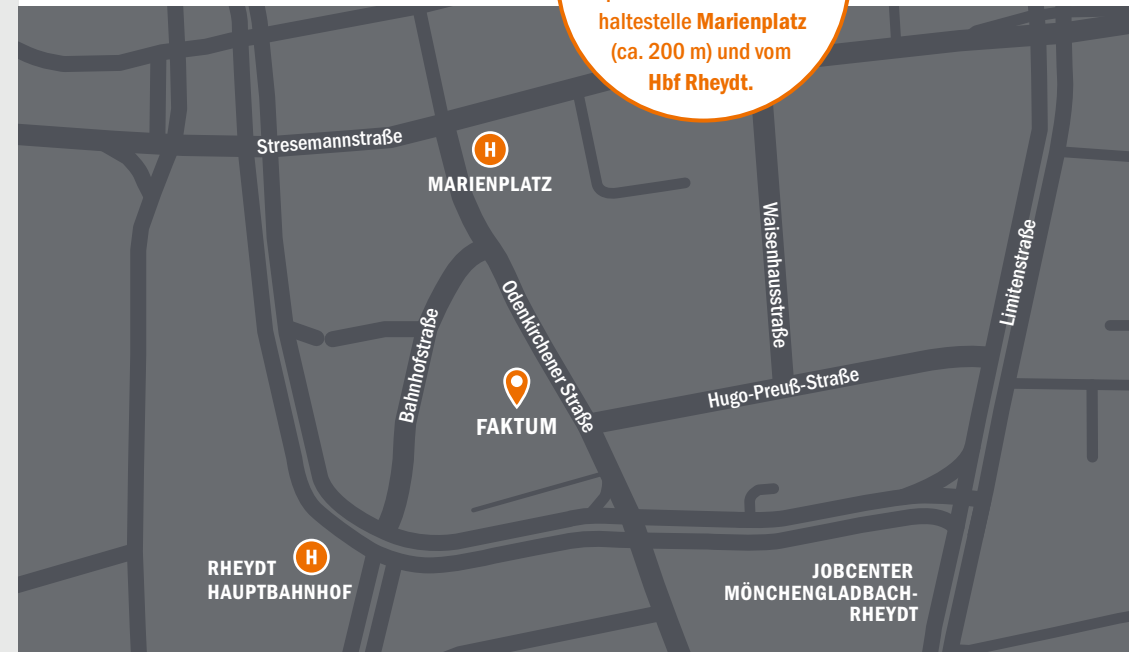 haltestelle Marienplatz
(ca. 200 m) und vom
Hbf Rheydt.
Stresemannstraße
H
MARIENPLATZ
Waisenhausstraße
Limitenstraße
Odenkirchener Straße
Bahnhofstraße
Hugo-Preuß-Straße
FAKTUM
H
RHEYDT
HAUPTBAHNHOF
JOBCENTER
MÖNCHENGLADBACH-
RHEYDT